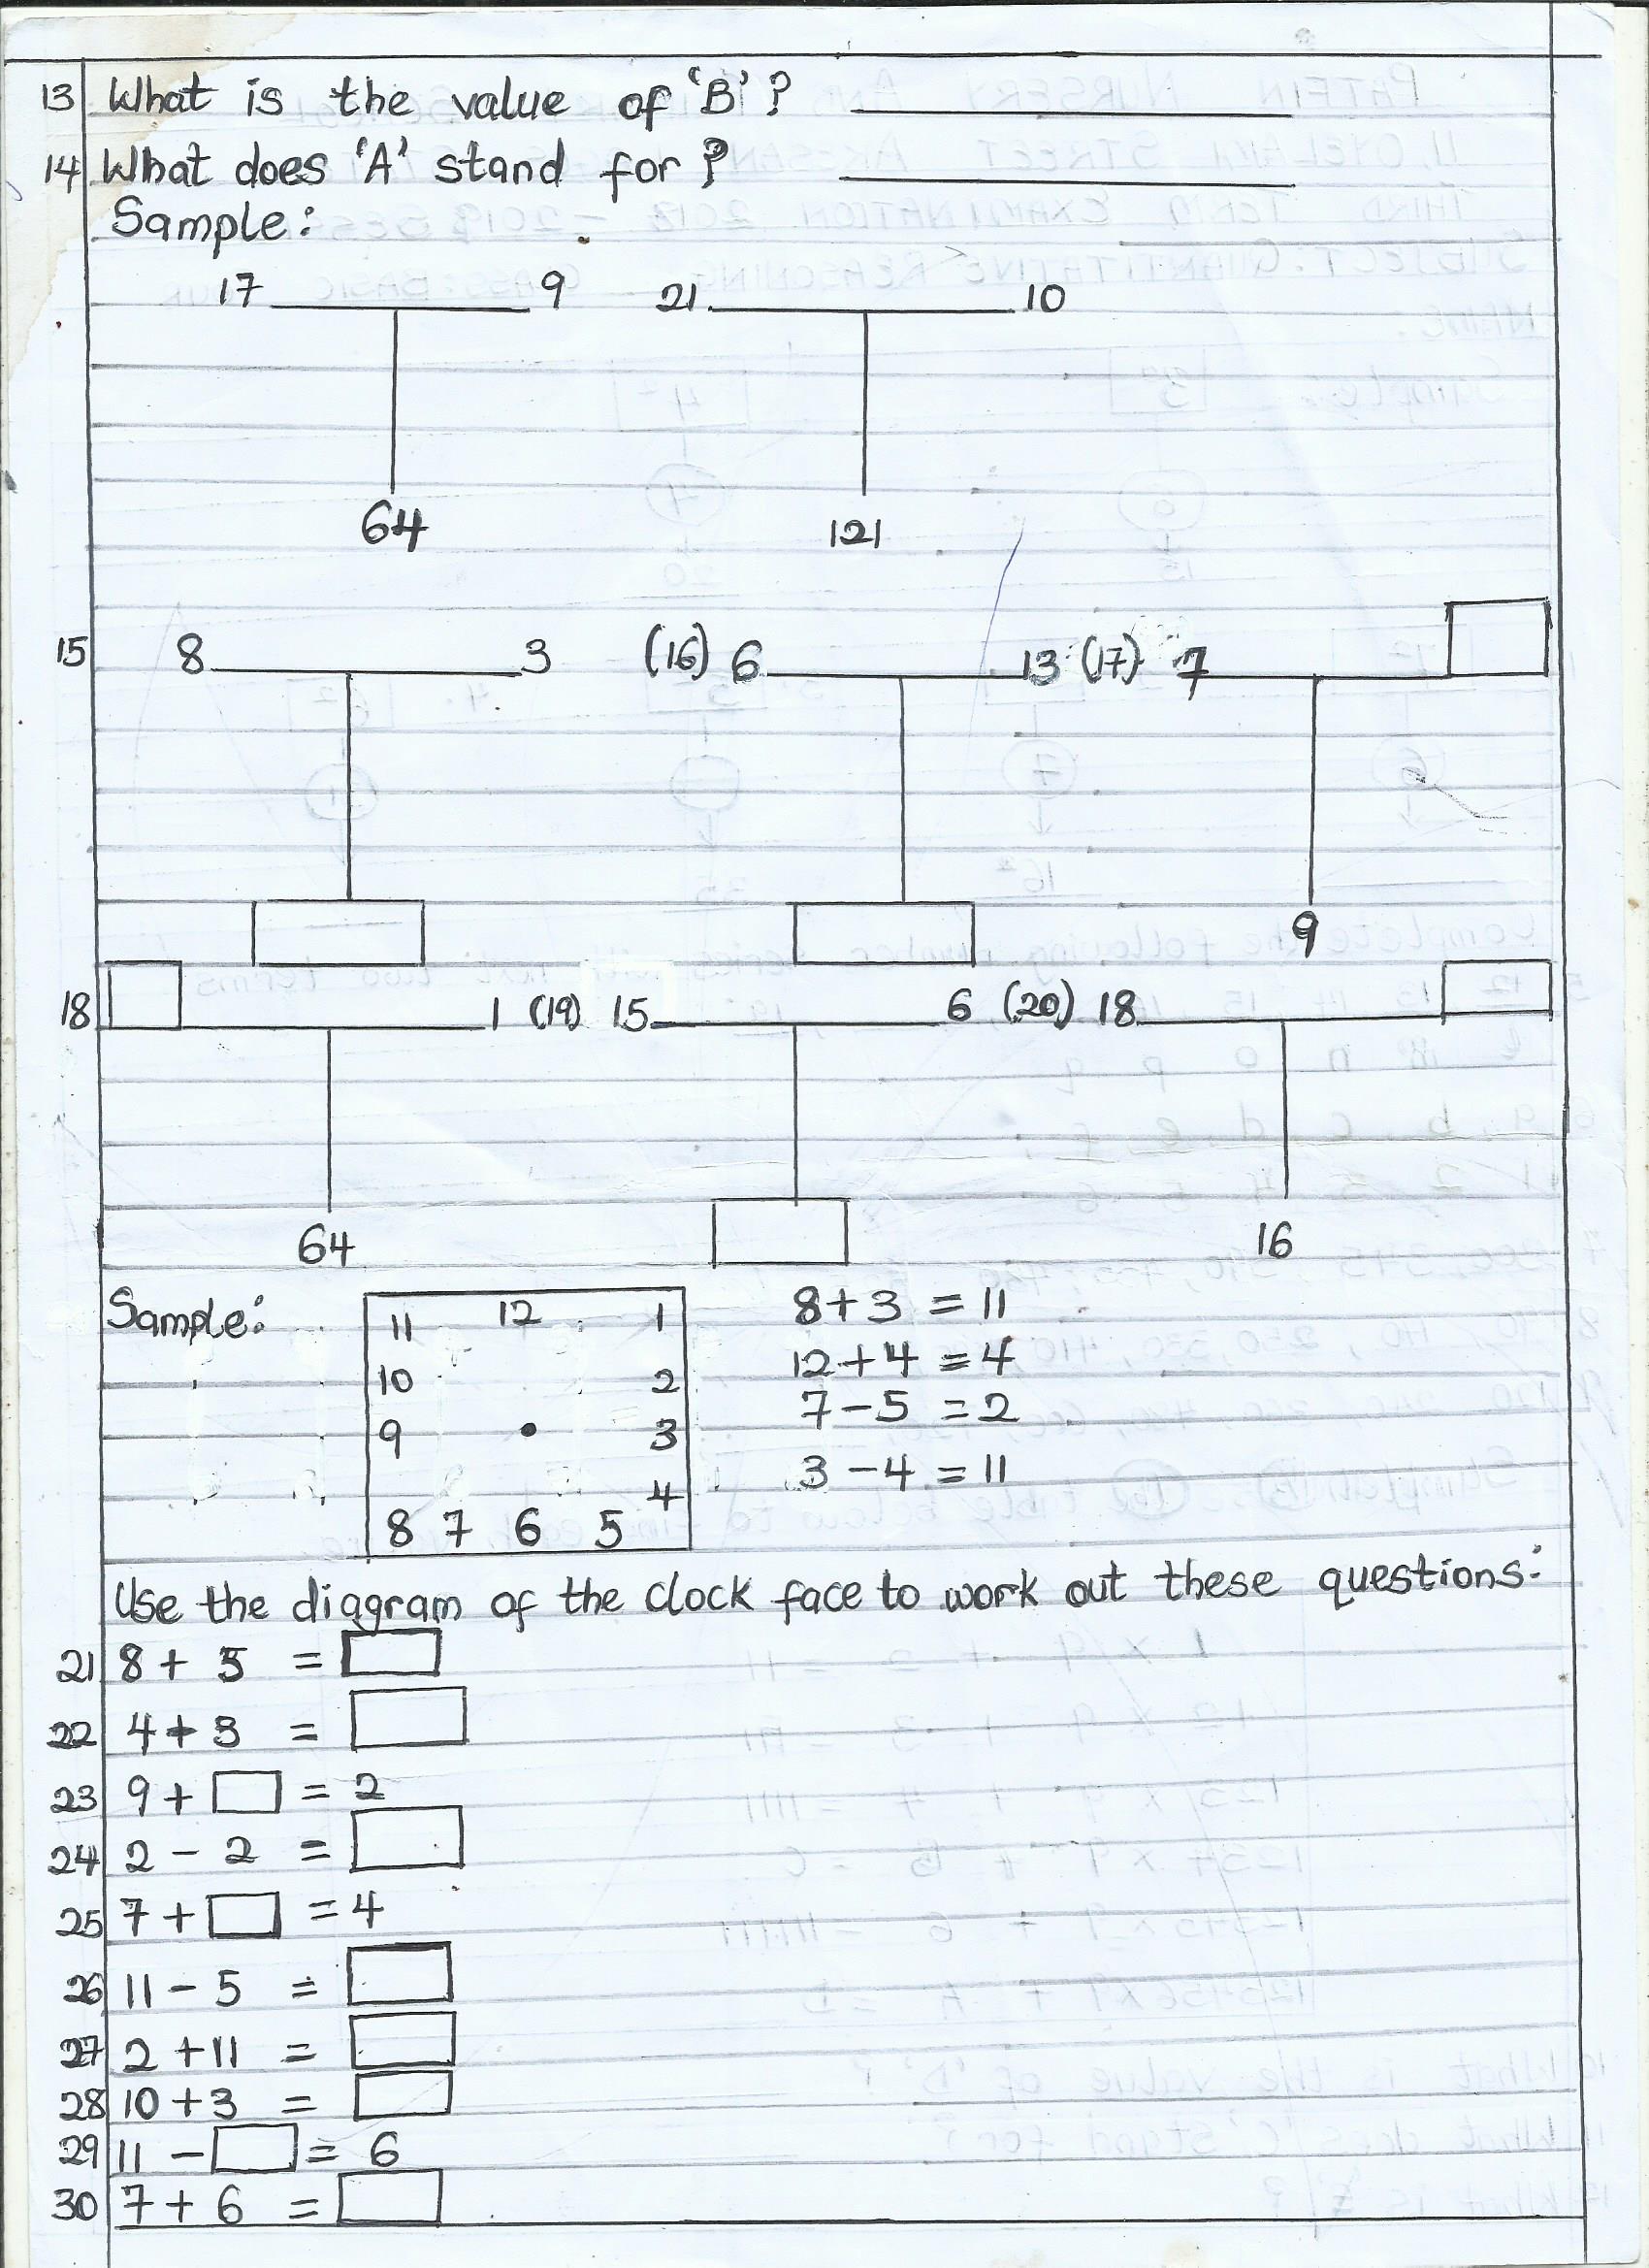 13 What is the value of 'B'?
14 What does 'A' stand for?
Sample:
17 9 21 10
64 121
15 8 3 (16) 6 13 (17) 7
9
18 1 (19) 15 6 (20) 18
64 16
Sample: 11 12 1 8+3 = 11
10 2 12+4 = 4
9 3 7-5 = 2
4 3-4 = 11
8 7 6 5
Use the diagram of the clock face to work out these questions:
21 8 + 5 =
22 4 + 3 =
23 9 + = 2
24 2 - 2 =
25 7 + = 4
26 11 - 5 =
27 2 + 11 =
28 10 + 3 =
29 11 - = 6
30 7 + 6 =